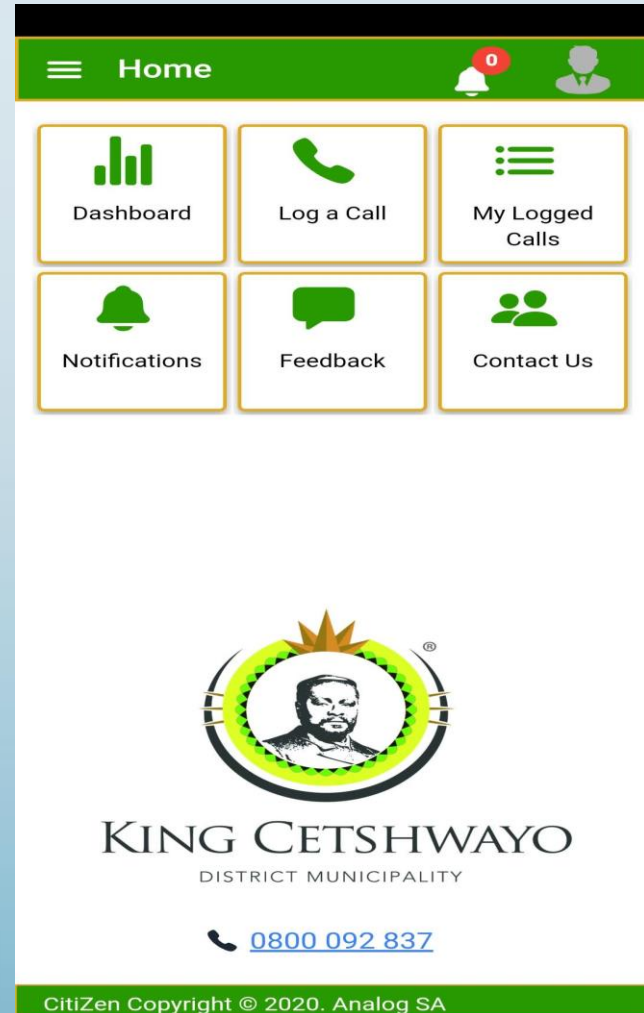 Home
0
Dashboard
Log a Call
My Logged
Calls
Notifications
Feedback
Contact Us
®
KING CETSHWAYO
DISTRICT MUNICIPALITY
0800 092 837
CitiZen Copyright © 2020. Analog SA